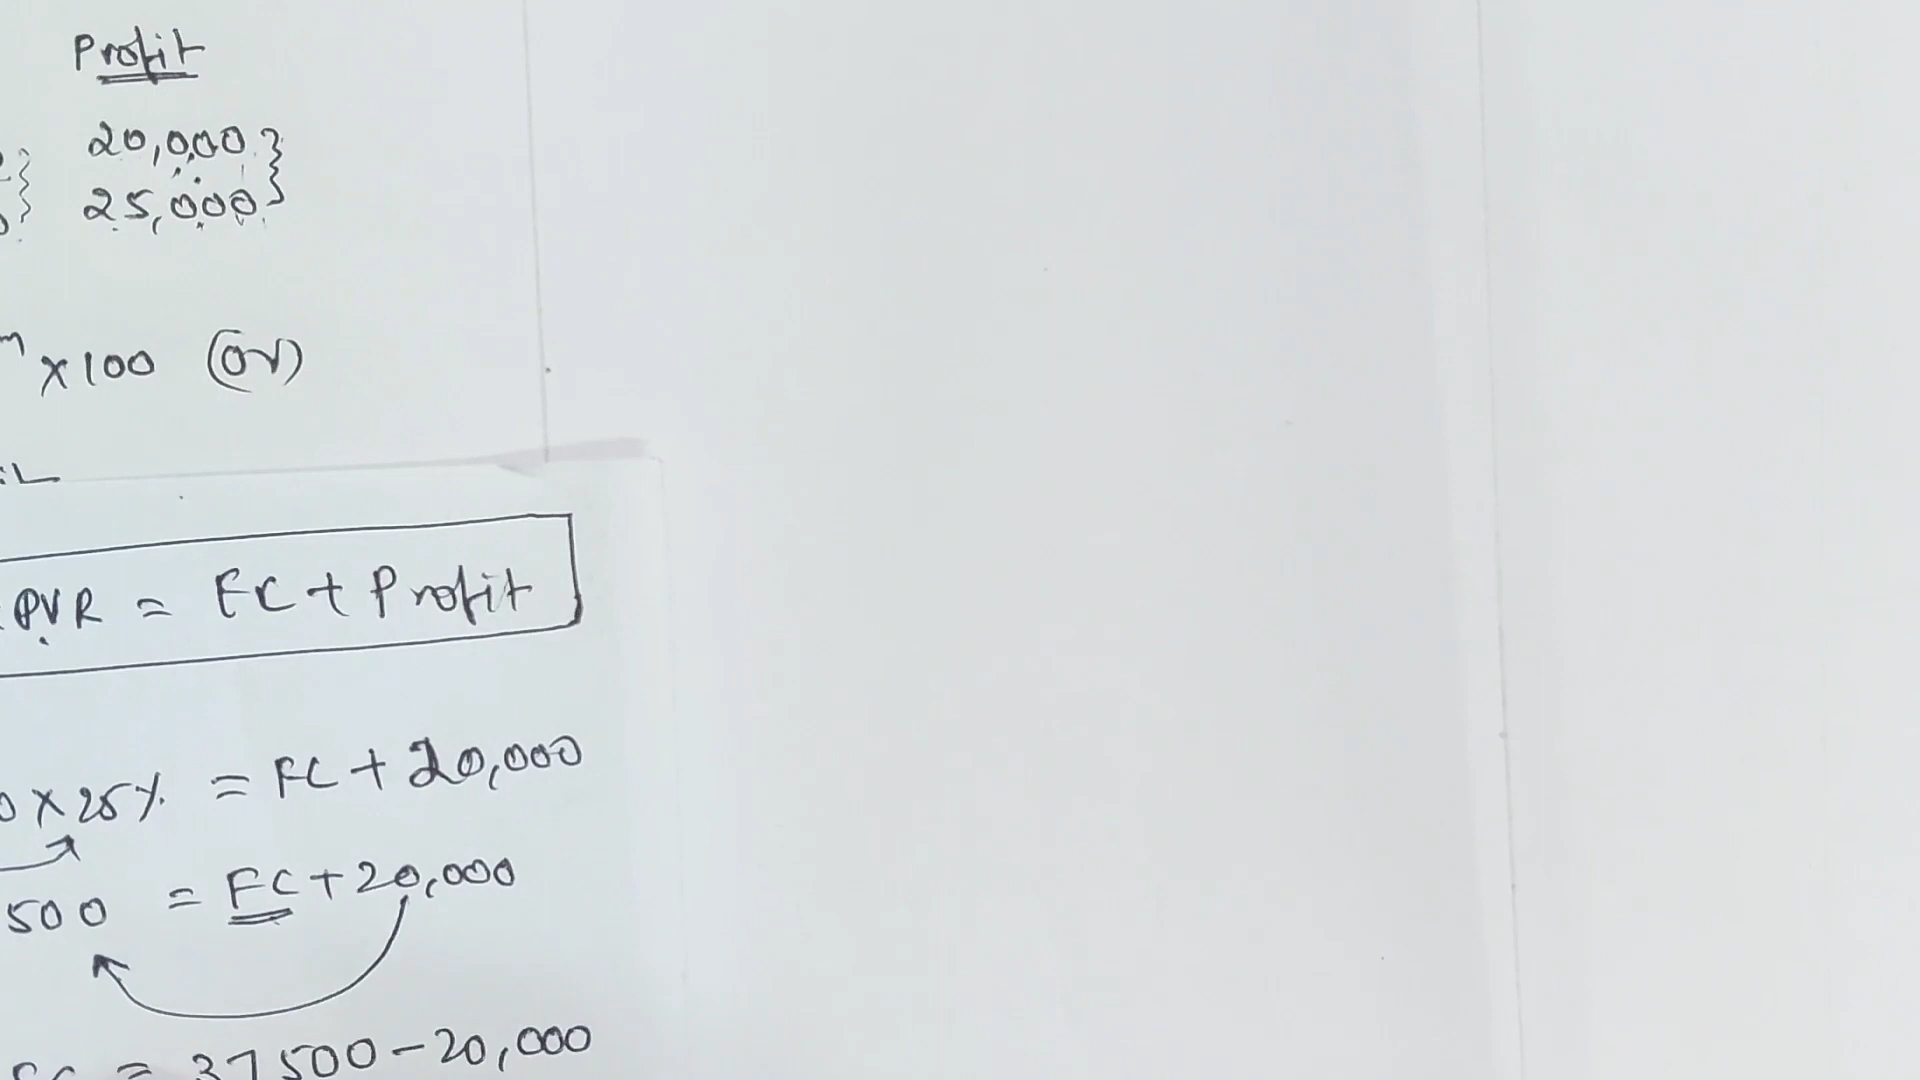 Profit
20,000
25,000
x 100 (or)
PVR = FC + Profit
x 25% = FC + 20,000
500 = FC + 20,000
= 37500 - 20,000